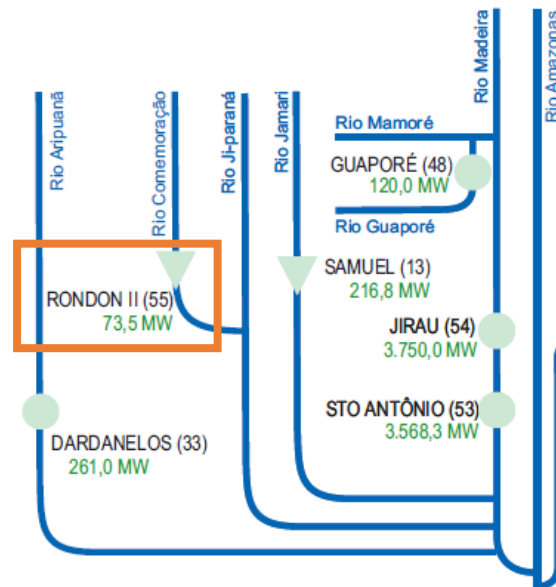 Rio Aripuanã
Rio Comemoração
Rio Ji-paraná
Rio Jamari
Rio Madeira
Rio Amazonas
Rio Mamoré
GUAPORÉ (48)
120,0 MW
Rio Guaporé
RONDON II (55)
73,5 MW
SAMUEL (13)
216,8 MW
JIRAU (54)
3.750,0 MW
STO ANTÔNIO (53)
3.568,3 MW
DARDANELOS (33)
261,0 MW